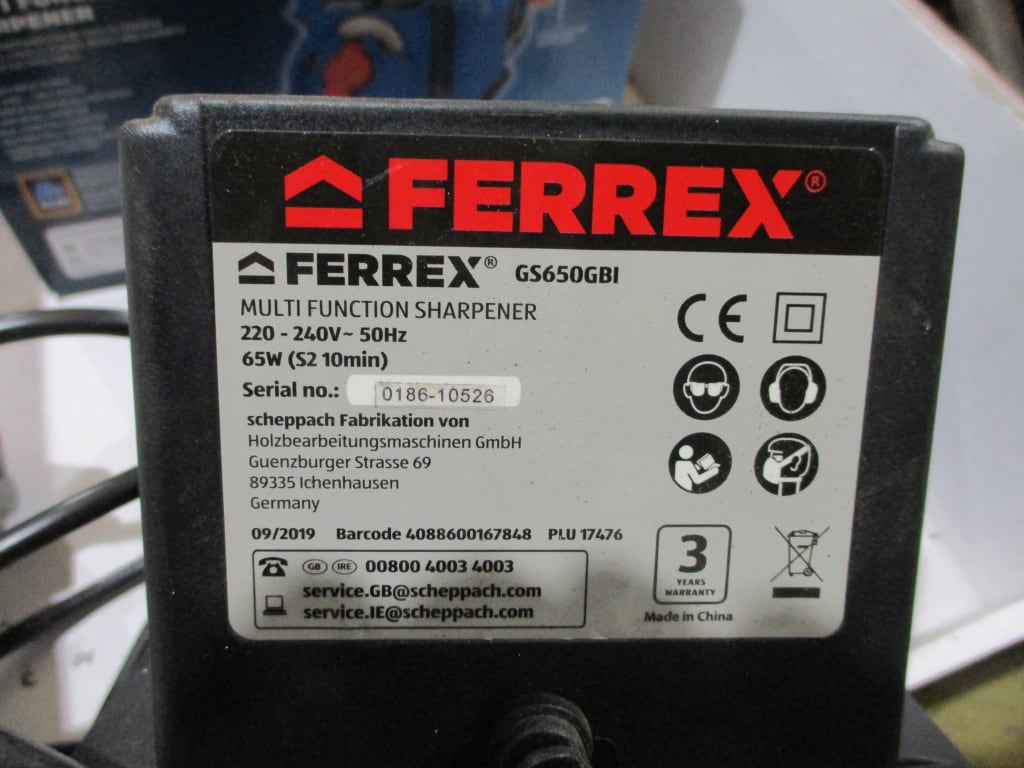 FERREX®
FERREX® GS650GBI
MULTI FUNCTION SHARPENER
220 - 240V~ 50Hz
65W (S2 10min)
Serial no.: 0186-10526
scheppach Fabrikation von
Holzbearbeitungsmaschinen GmbH
Guenzburger Strasse 69
89335 Ichenhausen
Germany
09/2019 Barcode 4088600167848 PLU 17476
GB IRE 00800 4003 4003
service.GB@scheppach.com
service.IE@scheppach.com
CE
3
YEARS
WARRANTY
Made in China